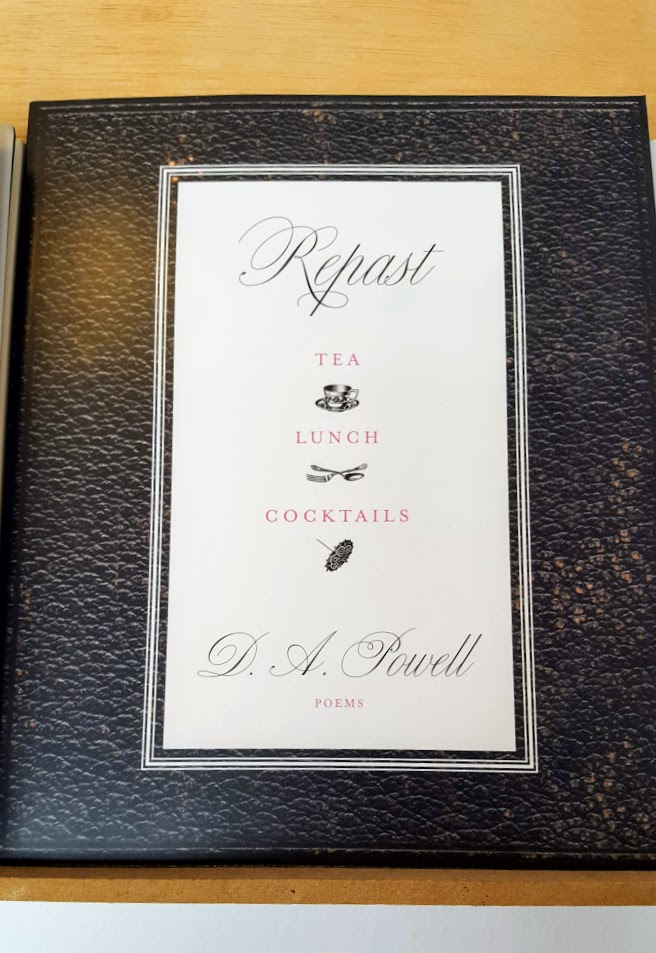 Repast
TEA
LUNCH
COCKTAILS
D. A. Powell
POEMS